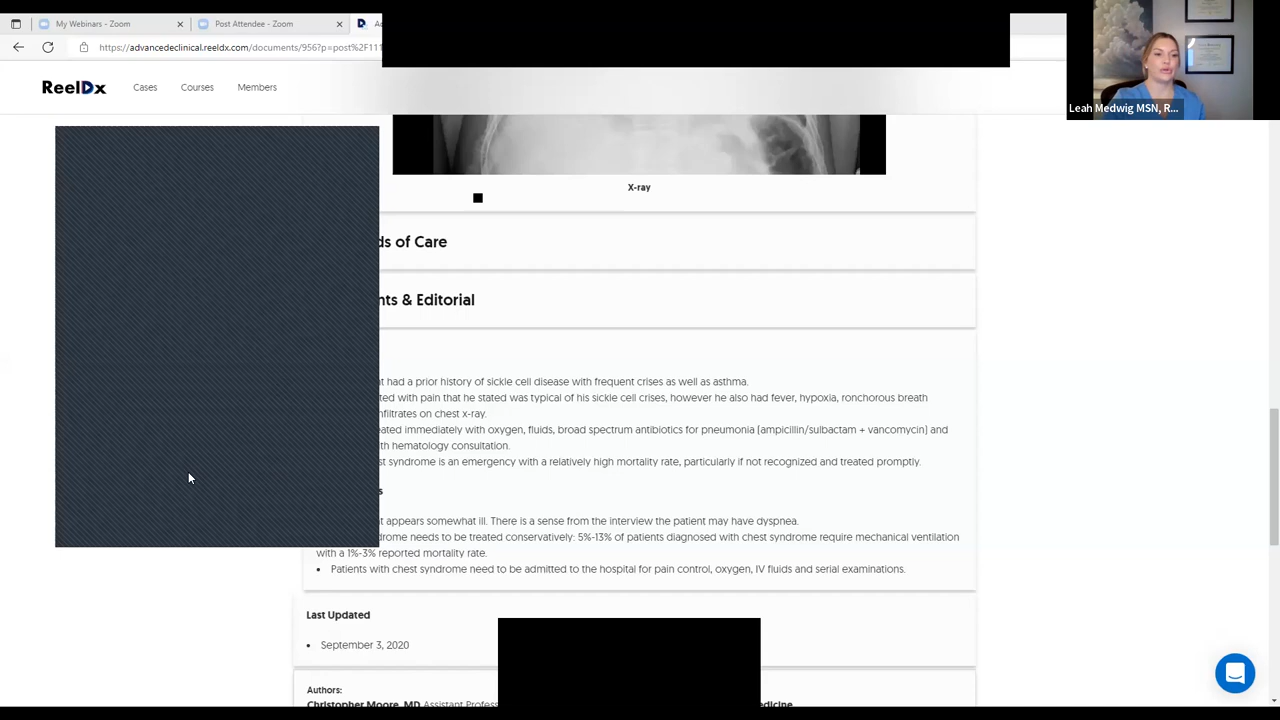 My Webinars - Zoom
Post Attendee - Zoom
https://advancedeclinical.reeldx.com/documents/956?p=post%2F111
Leah Medwig MSN, R...
ReelDx
Cases
Courses
Members
X-ray
ds of Care
nts & Editorial
t had a prior history of sickle cell disease with frequent crises as well as asthma.
ted with pain that he stated was typical of his sickle cell crises, however he also had fever, hypoxia, ronchorous breath
nfiltrates on chest x-ray.
ated immediately with oxygen, fluids, broad spectrum antibiotics for pneumonia (ampicillin/sulbactam + vancomycin) and
th hematology consultation.
st syndrome is an emergency with a relatively high mortality rate, particularly if not recognized and treated promptly.
s
t appears somewhat ill. There is a sense from the interview the patient may have dyspnea.
drome needs to be treated conservatively: 5%-13% of patients diagnosed with chest syndrome require mechanical ventilation
with a 1%-3% reported mortality rate.
• Patients with chest syndrome need to be admitted to the hospital for pain control, oxygen, IV fluids and serial examinations.
Last Updated
• September 3, 2020
Authors:
Christopher Moore, MD Assistant Profes
edicine